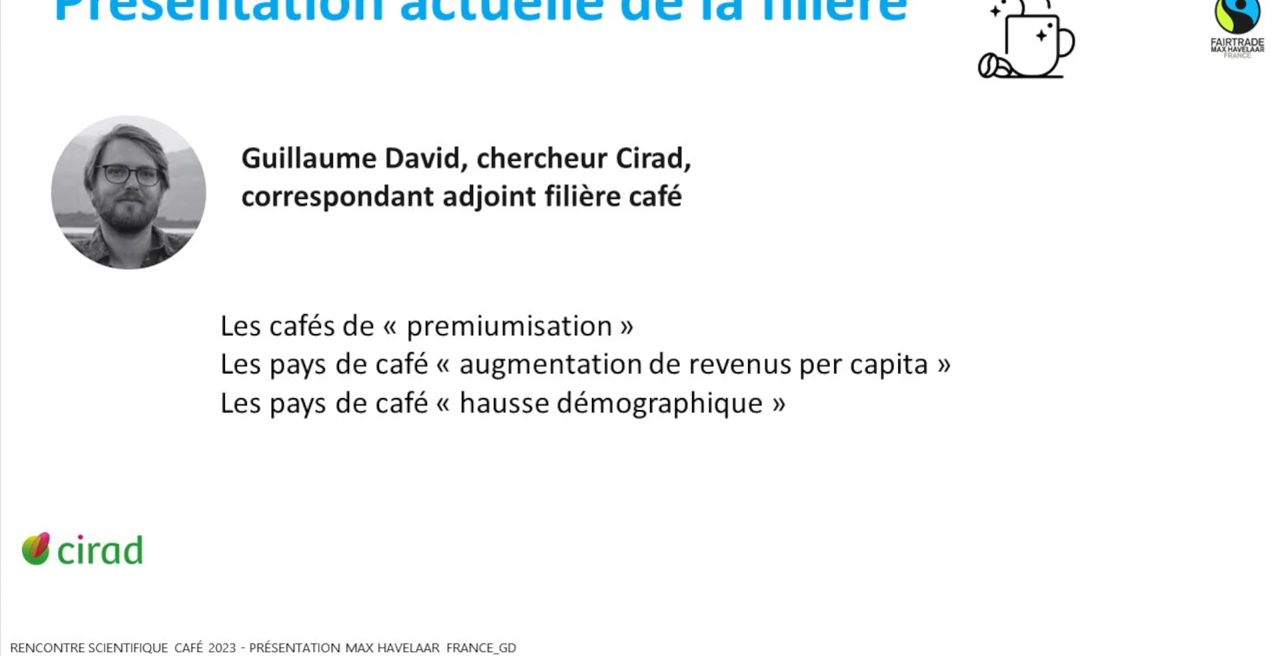 Présentation actuelle de la filière
FAIRTRADE
MAX HAVELAAR
FRANCE
Guillaume David, chercheur Cirad,
correspondant adjoint filière café
Les cafés de « premiumisation »
Les pays de café « augmentation de revenus per capita »
Les pays de café « hausse démographique »
cirad
RENCONTRE SCIENTIFIQUE CAFÉ 2023 - PRÉSENTATION MAX HAVELAAR FRANCE_GD